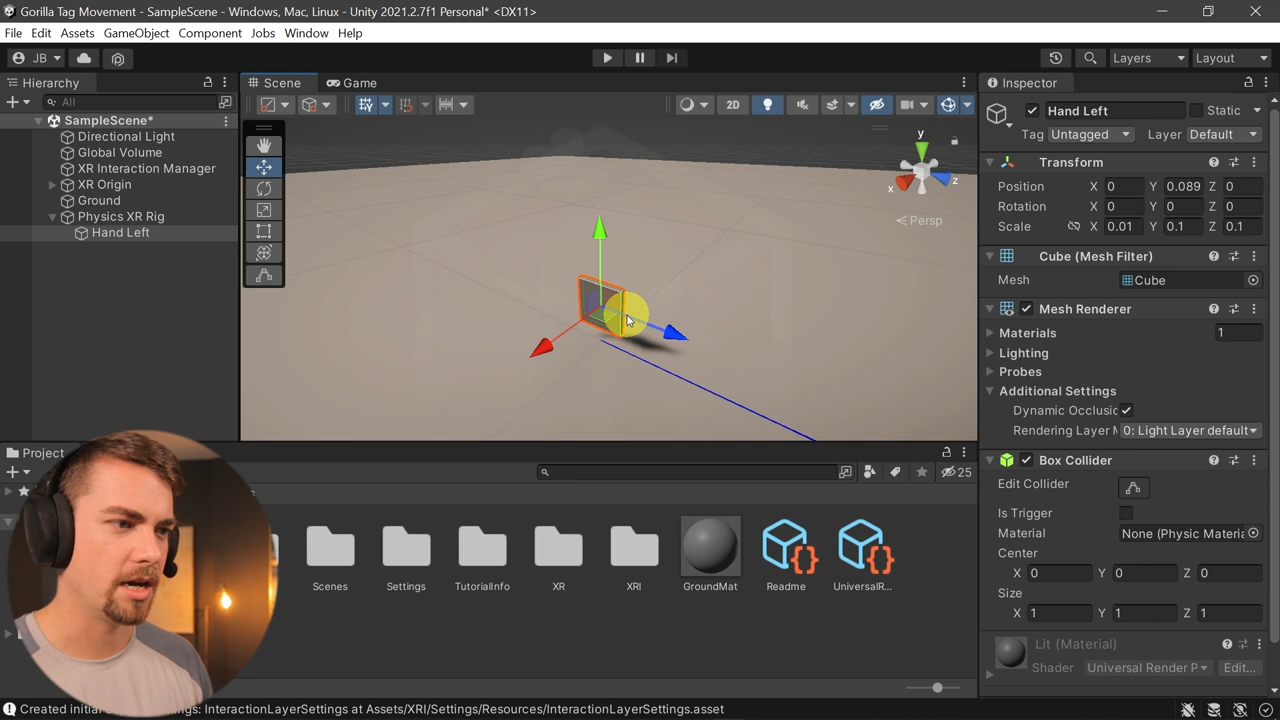 Gorilla Tag Movement - SampleScene - Windows, Mac, Linux - Unity 2021.2.7f1 Personal* <DX11>
File Edit Assets GameObject Component Jobs Window Help
JB Layers Layout
Hierarchy
All
SampleScene*
Directional Light
Global Volume
XR Interaction Manager
XR Origin
Ground
Physics XR Rig
Hand Left
Scene Game
2D
y
x z
Persp
Inspector
Hand Left Static
Tag Untagged Layer Default
Transform
Position X 0 Y 0.089 Z 0
Rotation X 0 Y 0 Z 0
Scale X 0.01 Y 0.1 Z 0.1
Cube (Mesh Filter)
Mesh Cube
Mesh Renderer
Materials 1
Lighting
Probes
Additional Settings
Dynamic Occlusic
Rendering Layer M 0: Light Layer default
Box Collider
Edit Collider
Is Trigger
Material None (Physic Materia
Center
X 0 Y 0 Z 0
Size
X 1 Y 1 Z 1
Lit (Material)
Shader Universal Render P Edit...
Project
25
Scenes Settings TutorialInfo XR XRI GroundMat Readme UniversalR...
Created initial
gs: InteractionLayerSettings at Assets/XRI/Settings/Resources/InteractionLayerSettings.asset